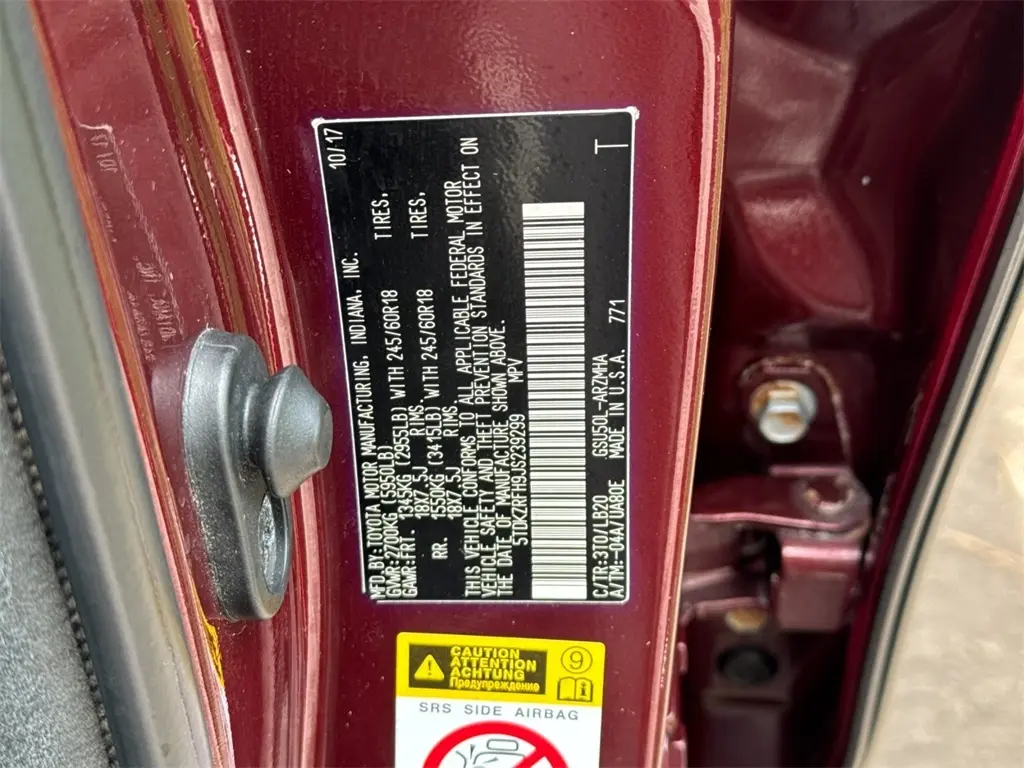 MFD.BY:TOYOTA MOTOR MANUFACTURING, INDIANA, INC. 10/17
GVWR:2700KG(5950LB)
GAWR:FRT. 1345KG (2955LB) WITH 245/60R18 TIRES,
18X7.5J RIMS
RR. 1550KG (3415LB) WITH 245/60R18 TIRES,
18X7.5J RIMS
THIS VEHICLE CONFORMS TO ALL APPLICABLE FEDERAL MOTOR
VEHICLE SAFETY AND THEFT PREVENTION STANDARDS IN EFFECT ON
THE DATE OF MANUFACTURE SHOWN ABOVE.
5TDKZRFH9JS239299 MPV
C/TR:3T0/LB20 GSU50L-ARZMHA T
A/TM:-04A/U080E MADE IN U.S.A. 771
CAUTION
ATTENTION
ACHTUNG
Предупреждение
9
i
SRS SIDE AIRBAG